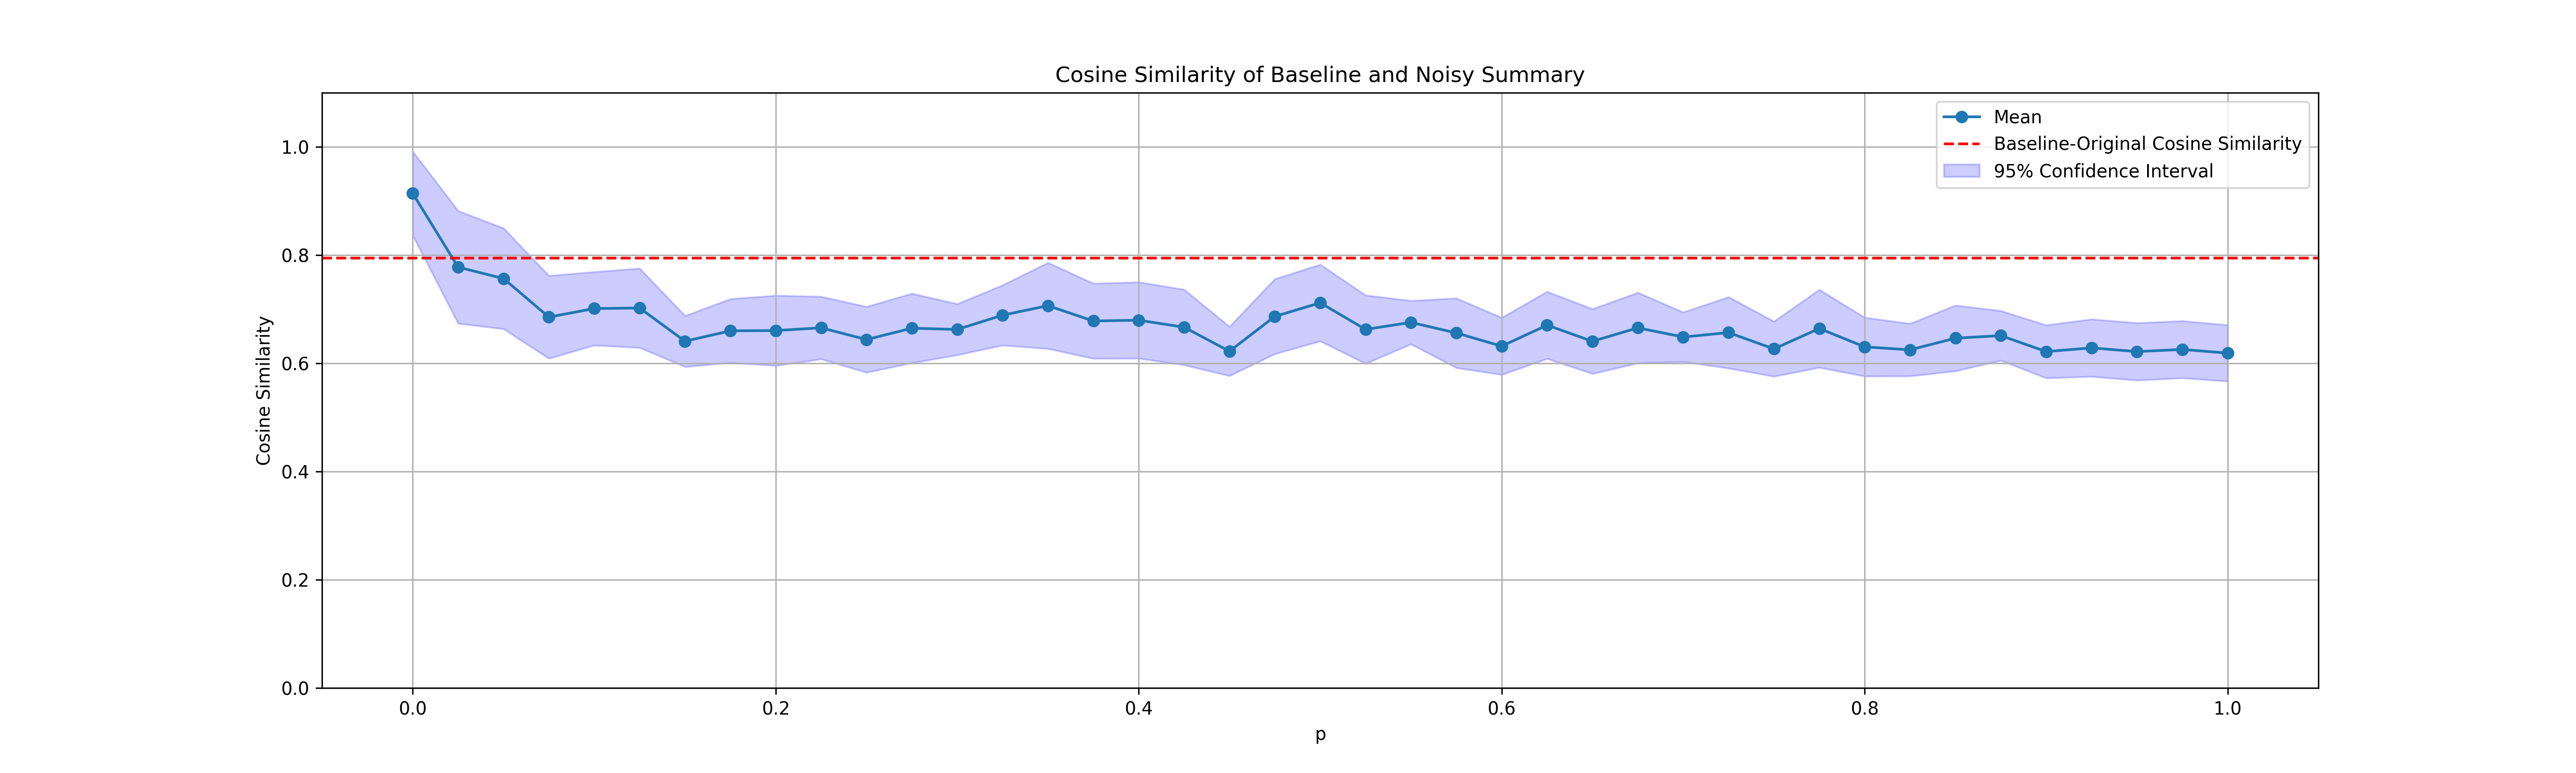 Cosine Similarity of Baseline and Noisy Summary
Mean
Baseline-Original Cosine Similarity
95% Confidence Interval
Cosine Similarity
1.0
0.8
0.6
0.4
0.2
0.0
0.0 0.2 0.4 0.6 0.8 1.0
p